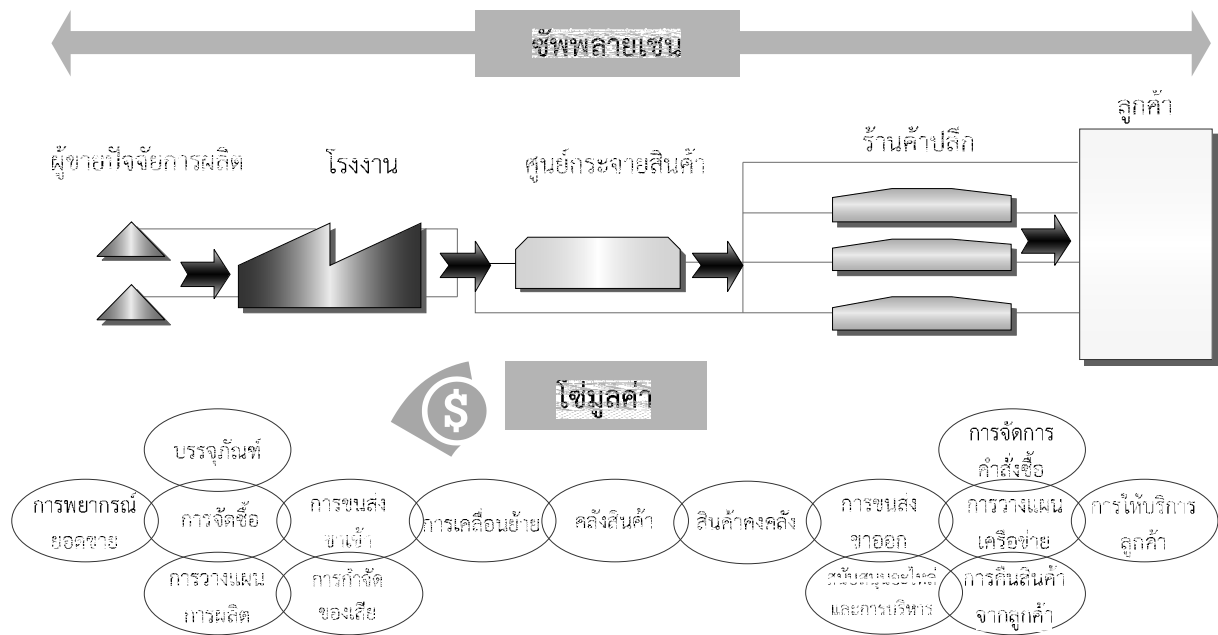 ซัพพลายเชน
ลูกค้า
ร้านค้าปลีก
ผู้ขายปัจจัยการผลิต
โรงงาน
ศูนย์กระจายสินค้า
โซ่มูลค่า
$
บรรจุภัณฑ์
การจัดการ
คำสั่งซื้อ
การพยากรณ์
ยอดขาย
การจัดซื้อ
การขนส่ง
ขาเข้า
การเคลื่อนย้าย
คลังสินค้า
สินค้าคงคลัง
การขนส่ง
ขาออก
การวางแผน
เครือข่าย
การให้บริการ
ลูกค้า
การวางแผน
การผลิต
การกำจัด
ของเสีย
สนับสนุนอะไหล่
และการบริหาร
การคืนสินค้า
จากลูกค้า